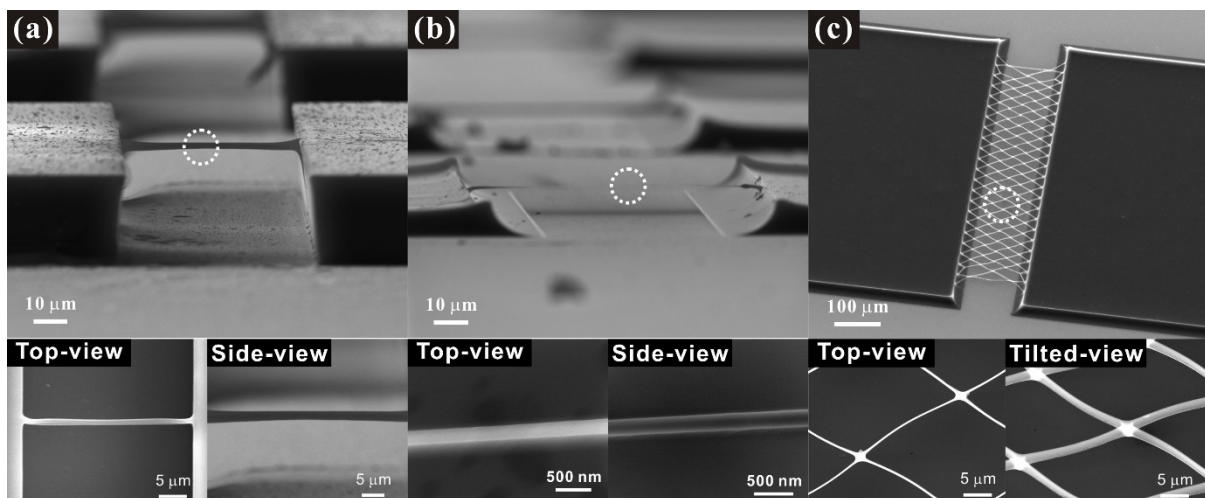 (a)
10 μm
Top-view
5 μm
Side-view
5 μm
(b)
10 μm
Top-view
500 nm
Side-view
500 nm
(c)
100 μm
Top-view
5 μm
Tilted-view
5 μm